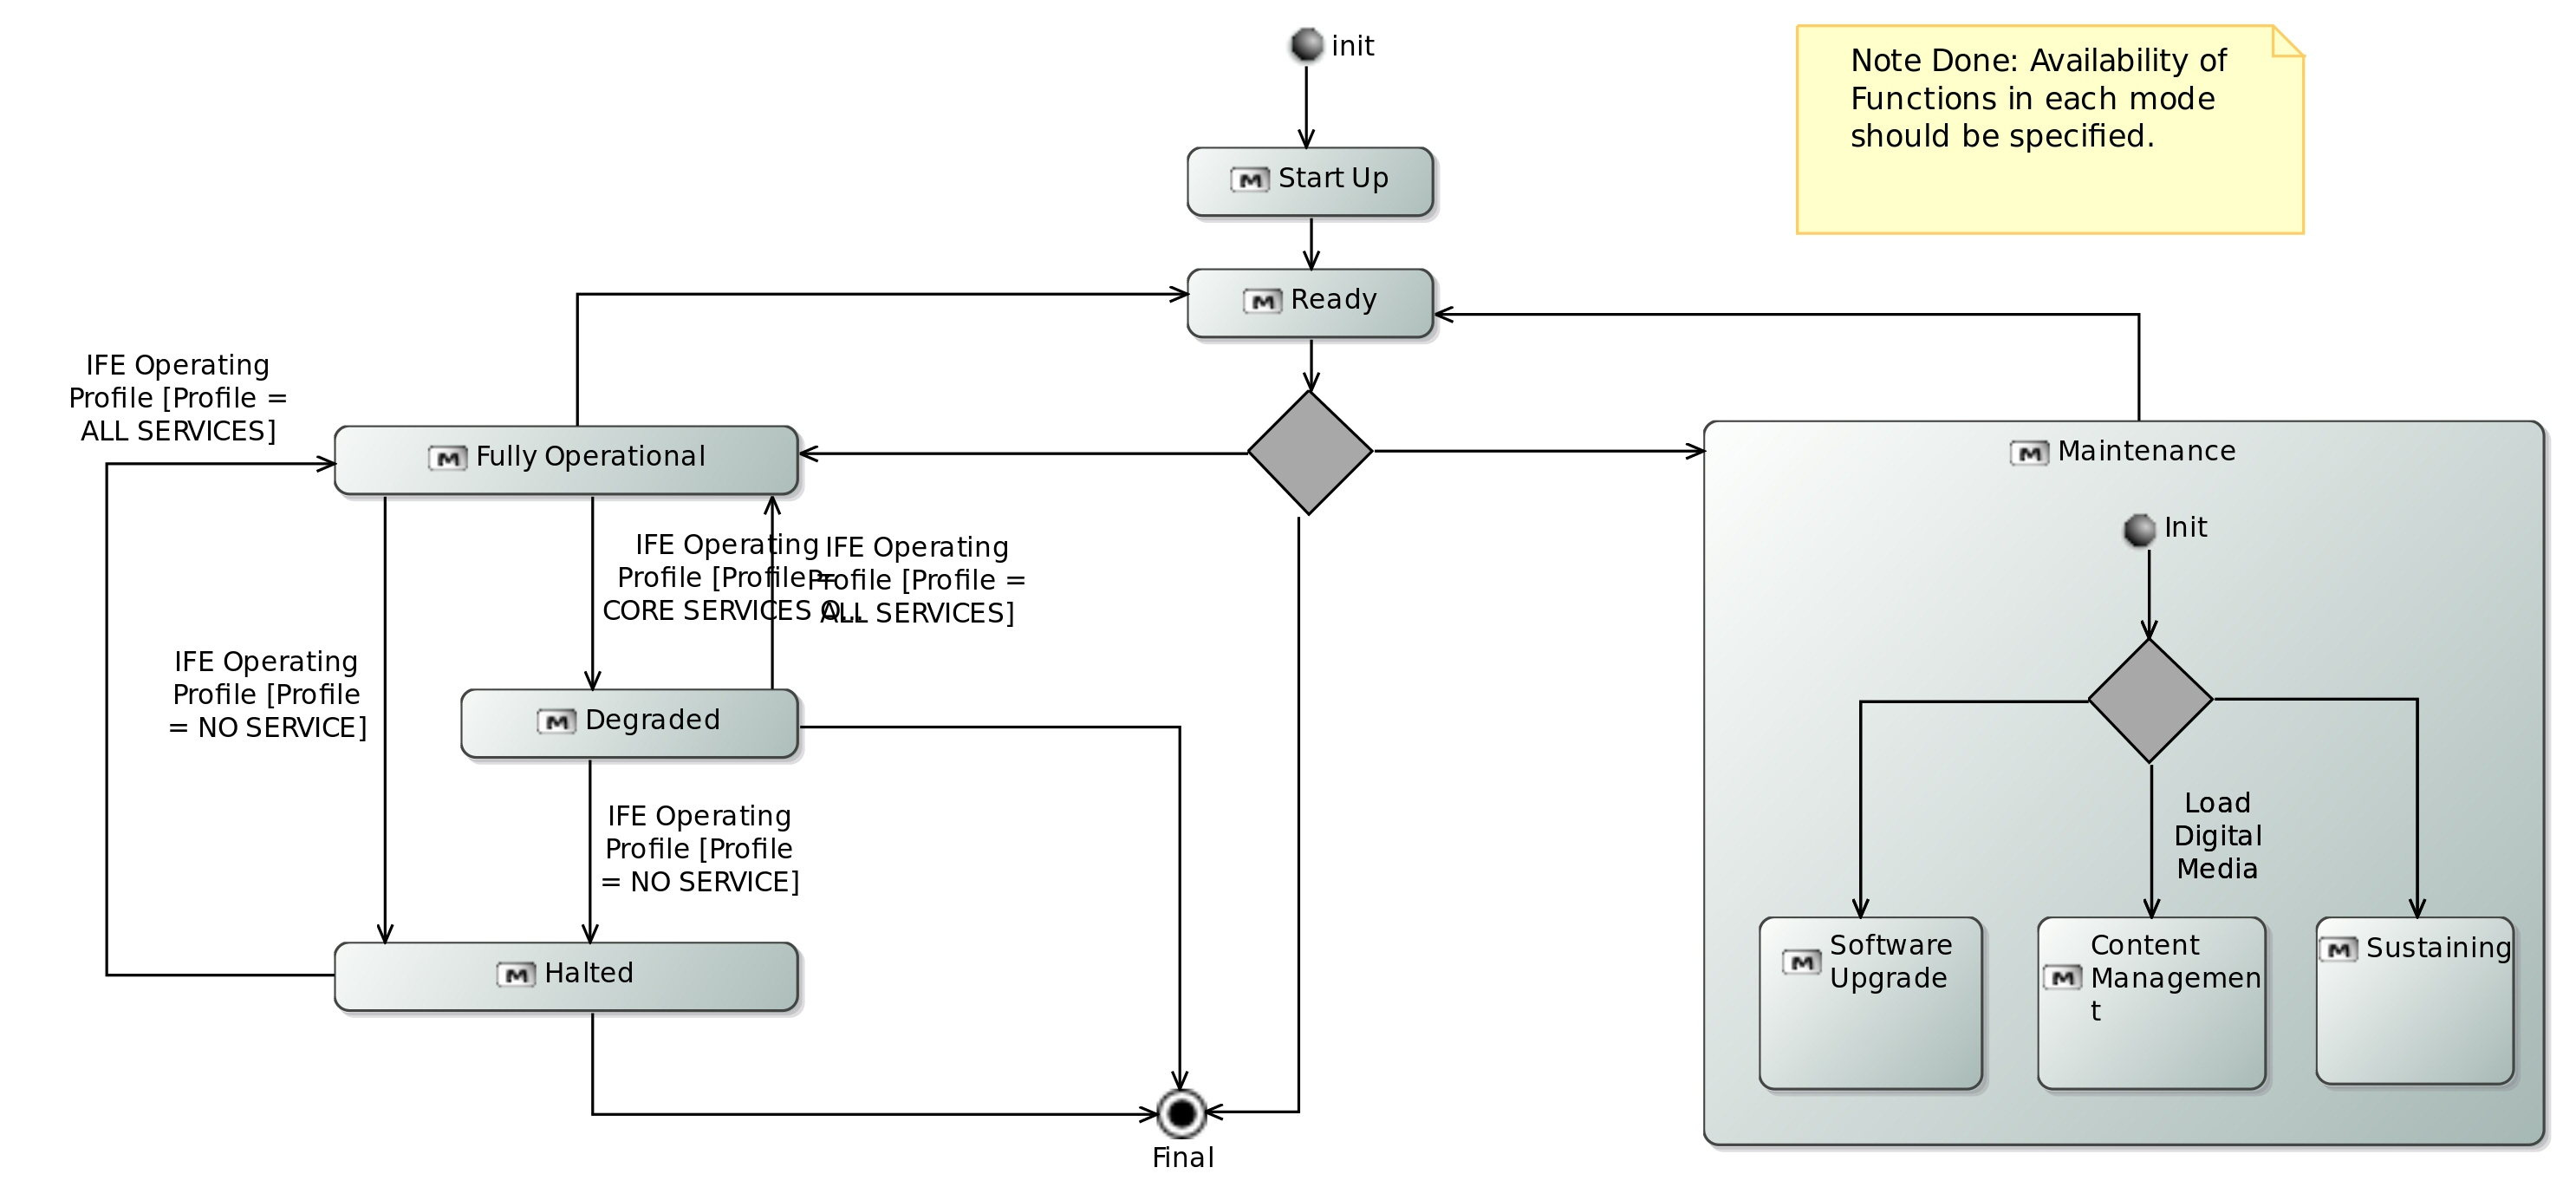 init
Note Done: Availability of
Functions in each mode
should be specified.
M Start Up
M Ready
IFE Operating
Profile [Profile =
ALL SERVICES]
M Fully Operational
M Maintenance
Init
IFE Operating
Profile [Profile =
CORE SERVICES O...
IFE Operating
Profile [Profile =
ALL SERVICES]
IFE Operating
Profile [Profile
= NO SERVICE]
M Degraded
IFE Operating
Profile [Profile
= NO SERVICE]
Load
Digital
Media
M Software
Upgrade
M Content
Managemen
t
M Sustaining
M Halted
Final